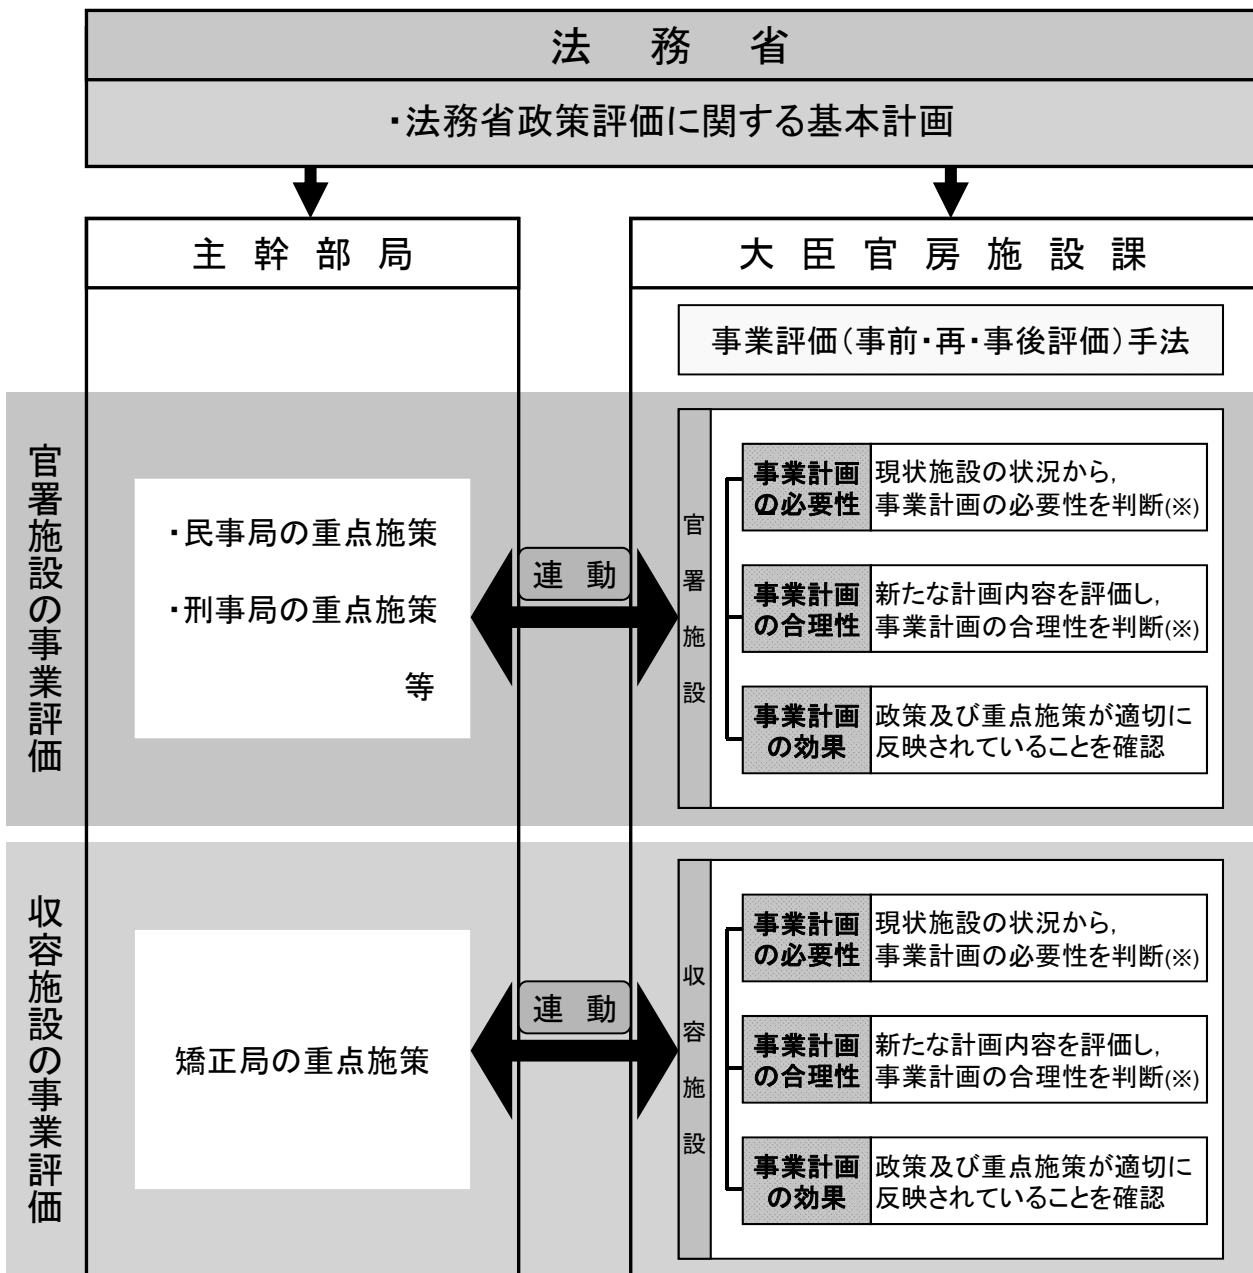 法務省
・法務省政策評価に関する基本計画
主幹部局
大臣官房施設課
事業評価（事前・再・事後評価）手法
官署施設の事業評価
・民事局の重点施策
・刑事局の重点施策
等
連動
官署施設
事業計画
の必要性
現状施設の状況から，
事業計画の必要性を判断(※)
事業計画
の合理性
新たな計画内容を評価し，
事業計画の合理性を判断(※)
事業計画
の効果
政策及び重点施策が適切に
反映されていることを確認
収容施設の事業評価
矯正局の重点施策
連動
収容施設
事業計画
の必要性
現状施設の状況から，
事業計画の必要性を判断(※)
事業計画
の合理性
新たな計画内容を評価し，
事業計画の合理性を判断(※)
事業計画
の効果
政策及び重点施策が適切に
反映されていることを確認